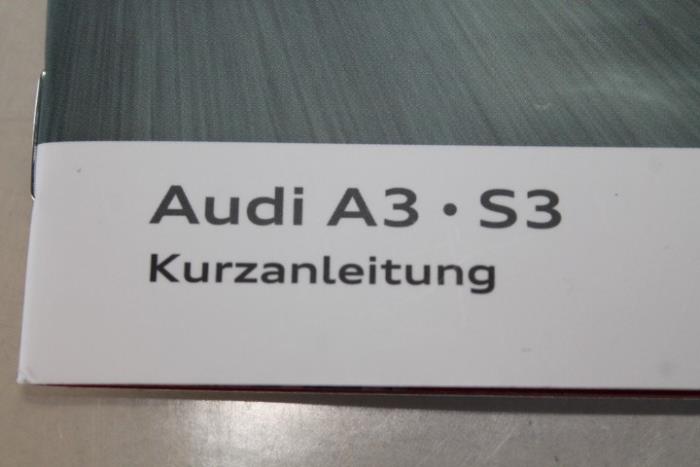 Audi A3 • S3
Kurzanleitung